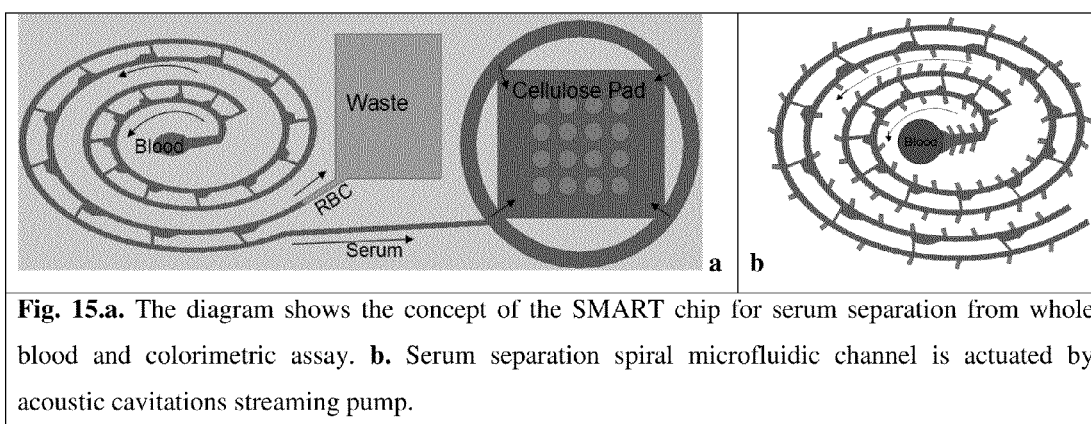 Waste
Cellulose Pad
Blood
RBC
Serum
a
Blood
b
Fig. 15.a. The diagram shows the concept of the SMART chip for serum separation from whole
blood and colorimetric assay. b. Serum separation spiral microfluidic channel is actuated by
acoustic cavitations streaming pump.